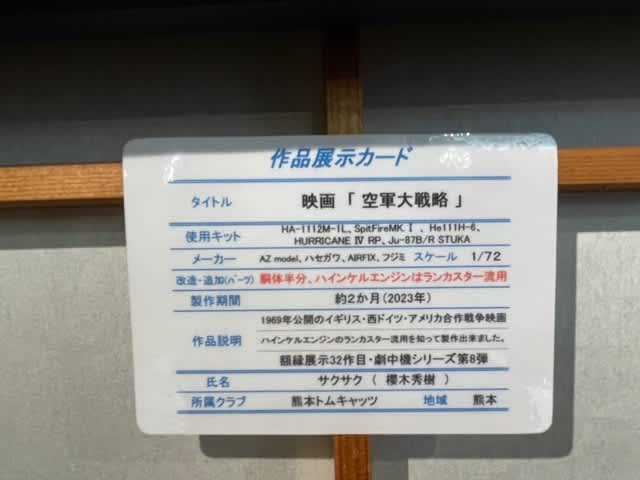 作品展示カード
タイトル 映画「 空軍大戦略 」
使用キット HA-1112M-1L、SpitFireMK.Ⅰ 、 He111H-6、
HURRICANE Ⅳ RP、Ju-87B/R STUKA
メーカー AZ model、ハセガワ、AIRFIX、フジミ スケール 1/72
改造・追加(パーツ) 胴体半分、ハインケルエンジンはランカスター流用
製作期間 約2か月(2023年)
1969年公開のイギリス・西ドイツ・アメリカ合作戦争映画
作品説明 ハインケルエンジンのランカスター流用を知って製作出来ました。
額縁展示32作目・劇中機シリーズ第8弾
氏名 サクサク ( 櫻木秀樹 )
所属クラブ 熊本トムキャッツ 地域 熊本